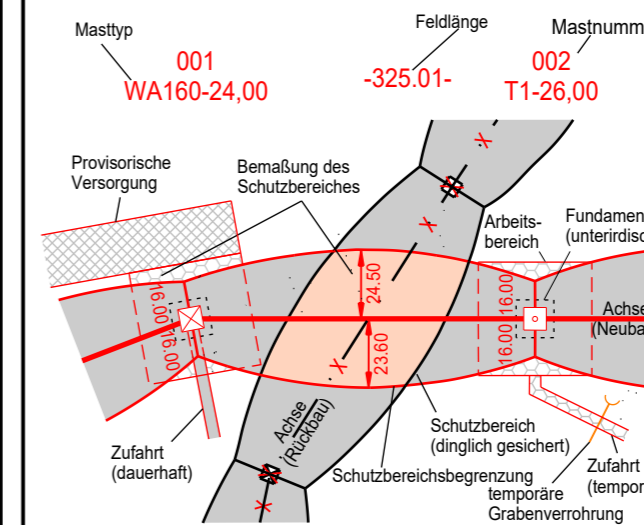 Masttyp
Feldlänge
Mastnumm
001
WA160-24,00
-325.01-
002
T1-26,00
Provisorische
Versorgung
Bemaßung des
Schutzbereiches
Arbeits-
bereich
Fundamen
(unterirdisc
24.50
16.00
16.00
16.00
16.00
23.60
Achse
(Neuba
Achse
(Rückbau)
Schutzbereich
(dinglich gesichert)
Zufahrt
(dauerhaft)
Schutzbereichsbegrenzung
Zufahrt
(tempor
temporäre
Grabenverrohrung